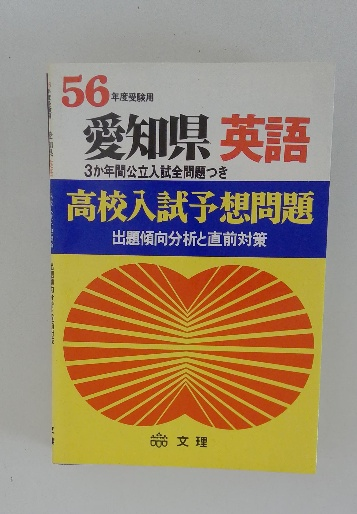 56年度受験用
愛知県 英語
3か年間公立入試全問題つき
高校入試予想問題
出題傾向分析と直前対策
文理